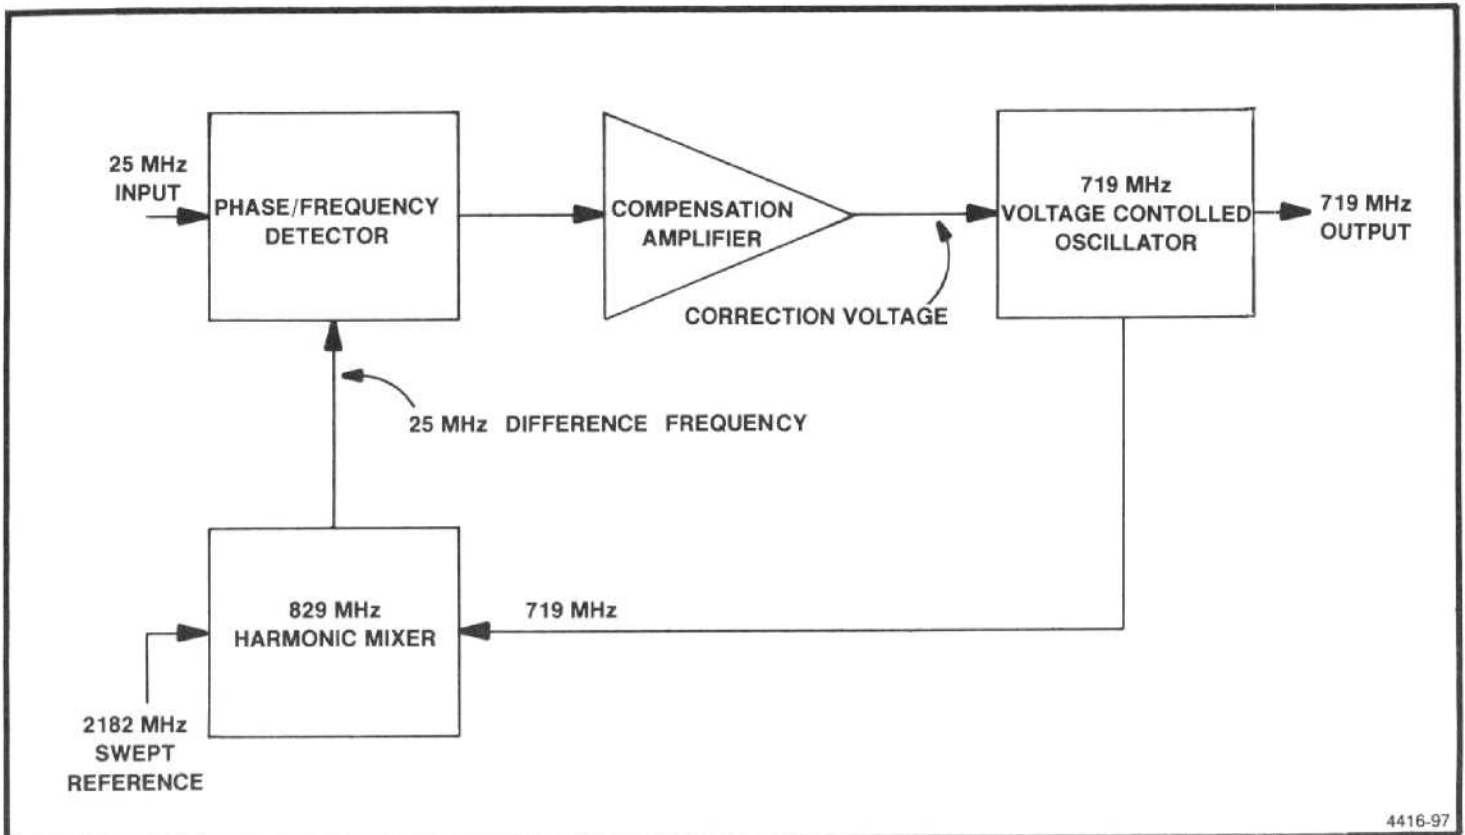 25 MHz
INPUT
PHASE/FREQUENCY
DETECTOR
COMPENSATION
AMPLIFIER
719 MHz
VOLTAGE CONTOLLED
OSCILLATOR
719 MHz
OUTPUT
CORRECTION VOLTAGE
25 MHz DIFFERENCE FREQUENCY
829 MHz
HARMONIC MIXER
719 MHz
2182 MHz
SWEPT
REFERENCE
4416-97